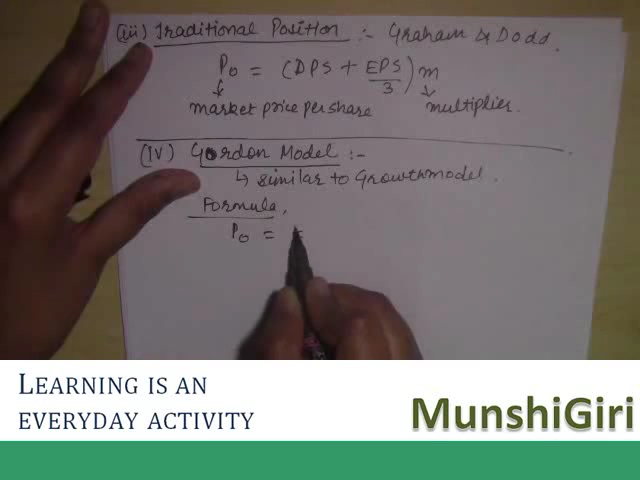 (iii) Traditional Position :- Graham & Dodd.
P0 = (DPS + EPS/3) m
market price per share multiplier.
(IV) Gordon Model :-
↳ similar to Growth model.
Formula,
P0 =
LEARNING IS AN
EVERYDAY ACTIVITY
MunshiGiri